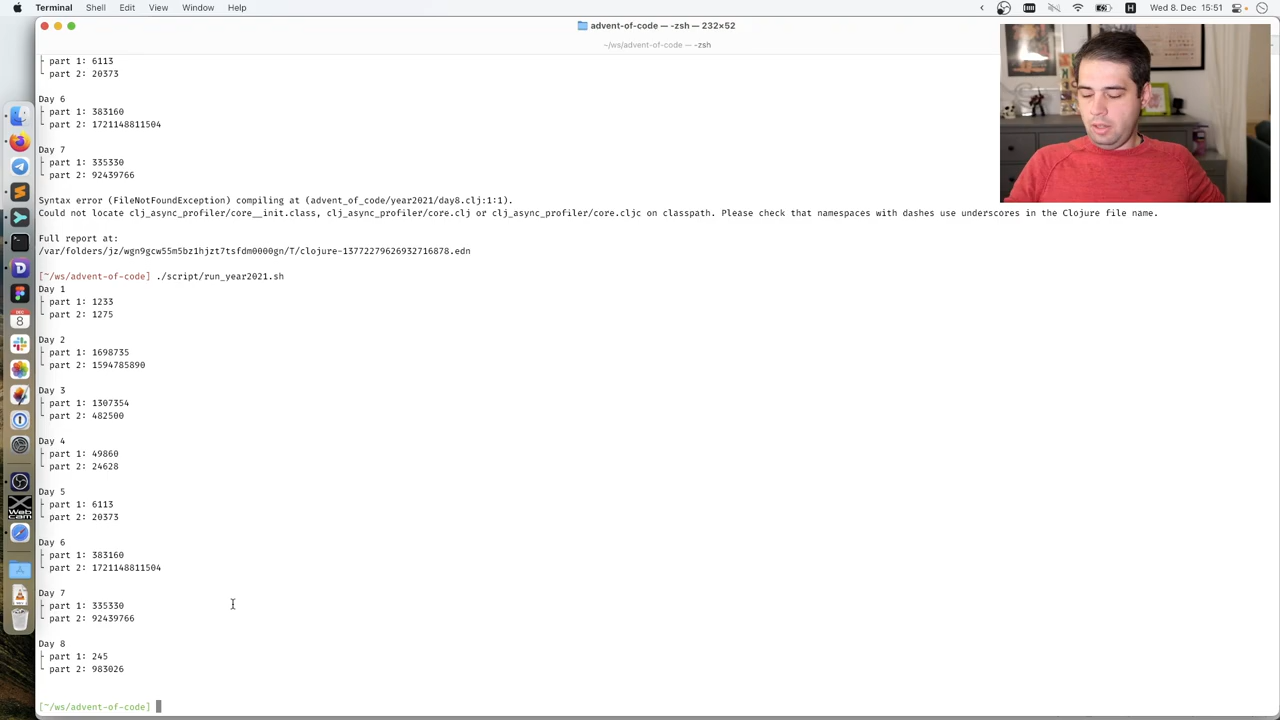 Terminal Shell Edit View Window Help
Wed 8. Dec 15:51
advent-of-code — -zsh — 232×52
~/ws/advent-of-code — -zsh
├ part 1: 6113
└ part 2: 20373
Day 6
├ part 1: 383160
└ part 2: 1721148811504
Day 7
├ part 1: 335330
└ part 2: 92439766
Syntax error (FileNotFoundException) compiling at (advent_of_code/year2021/day8.clj:1:1).
Could not locate clj_async_profiler/core__init.class, clj_async_profiler/core.clj or clj_async_profiler/core.cljc on classpath. Please check that namespaces with dashes use underscores in the Clojure file name.
Full report at:
/var/folders/jz/wgn9gcw55m5bz1hjzt7tsfdm0000gn/T/clojure-13772279626932716878.edn
[~/ws/advent-of-code] ./script/run_year2021.sh
Day 1
├ part 1: 1233
└ part 2: 1275
Day 2
├ part 1: 1698735
└ part 2: 1594785890
Day 3
├ part 1: 1307354
└ part 2: 482500
Day 4
├ part 1: 49860
└ part 2: 24628
Day 5
├ part 1: 6113
└ part 2: 20373
Day 6
├ part 1: 383160
└ part 2: 1721148811504
Day 7
├ part 1: 335330
└ part 2: 92439766
Day 8
├ part 1: 245
└ part 2: 983026
[~/ws/advent-of-code]
DEC
8
Webcam